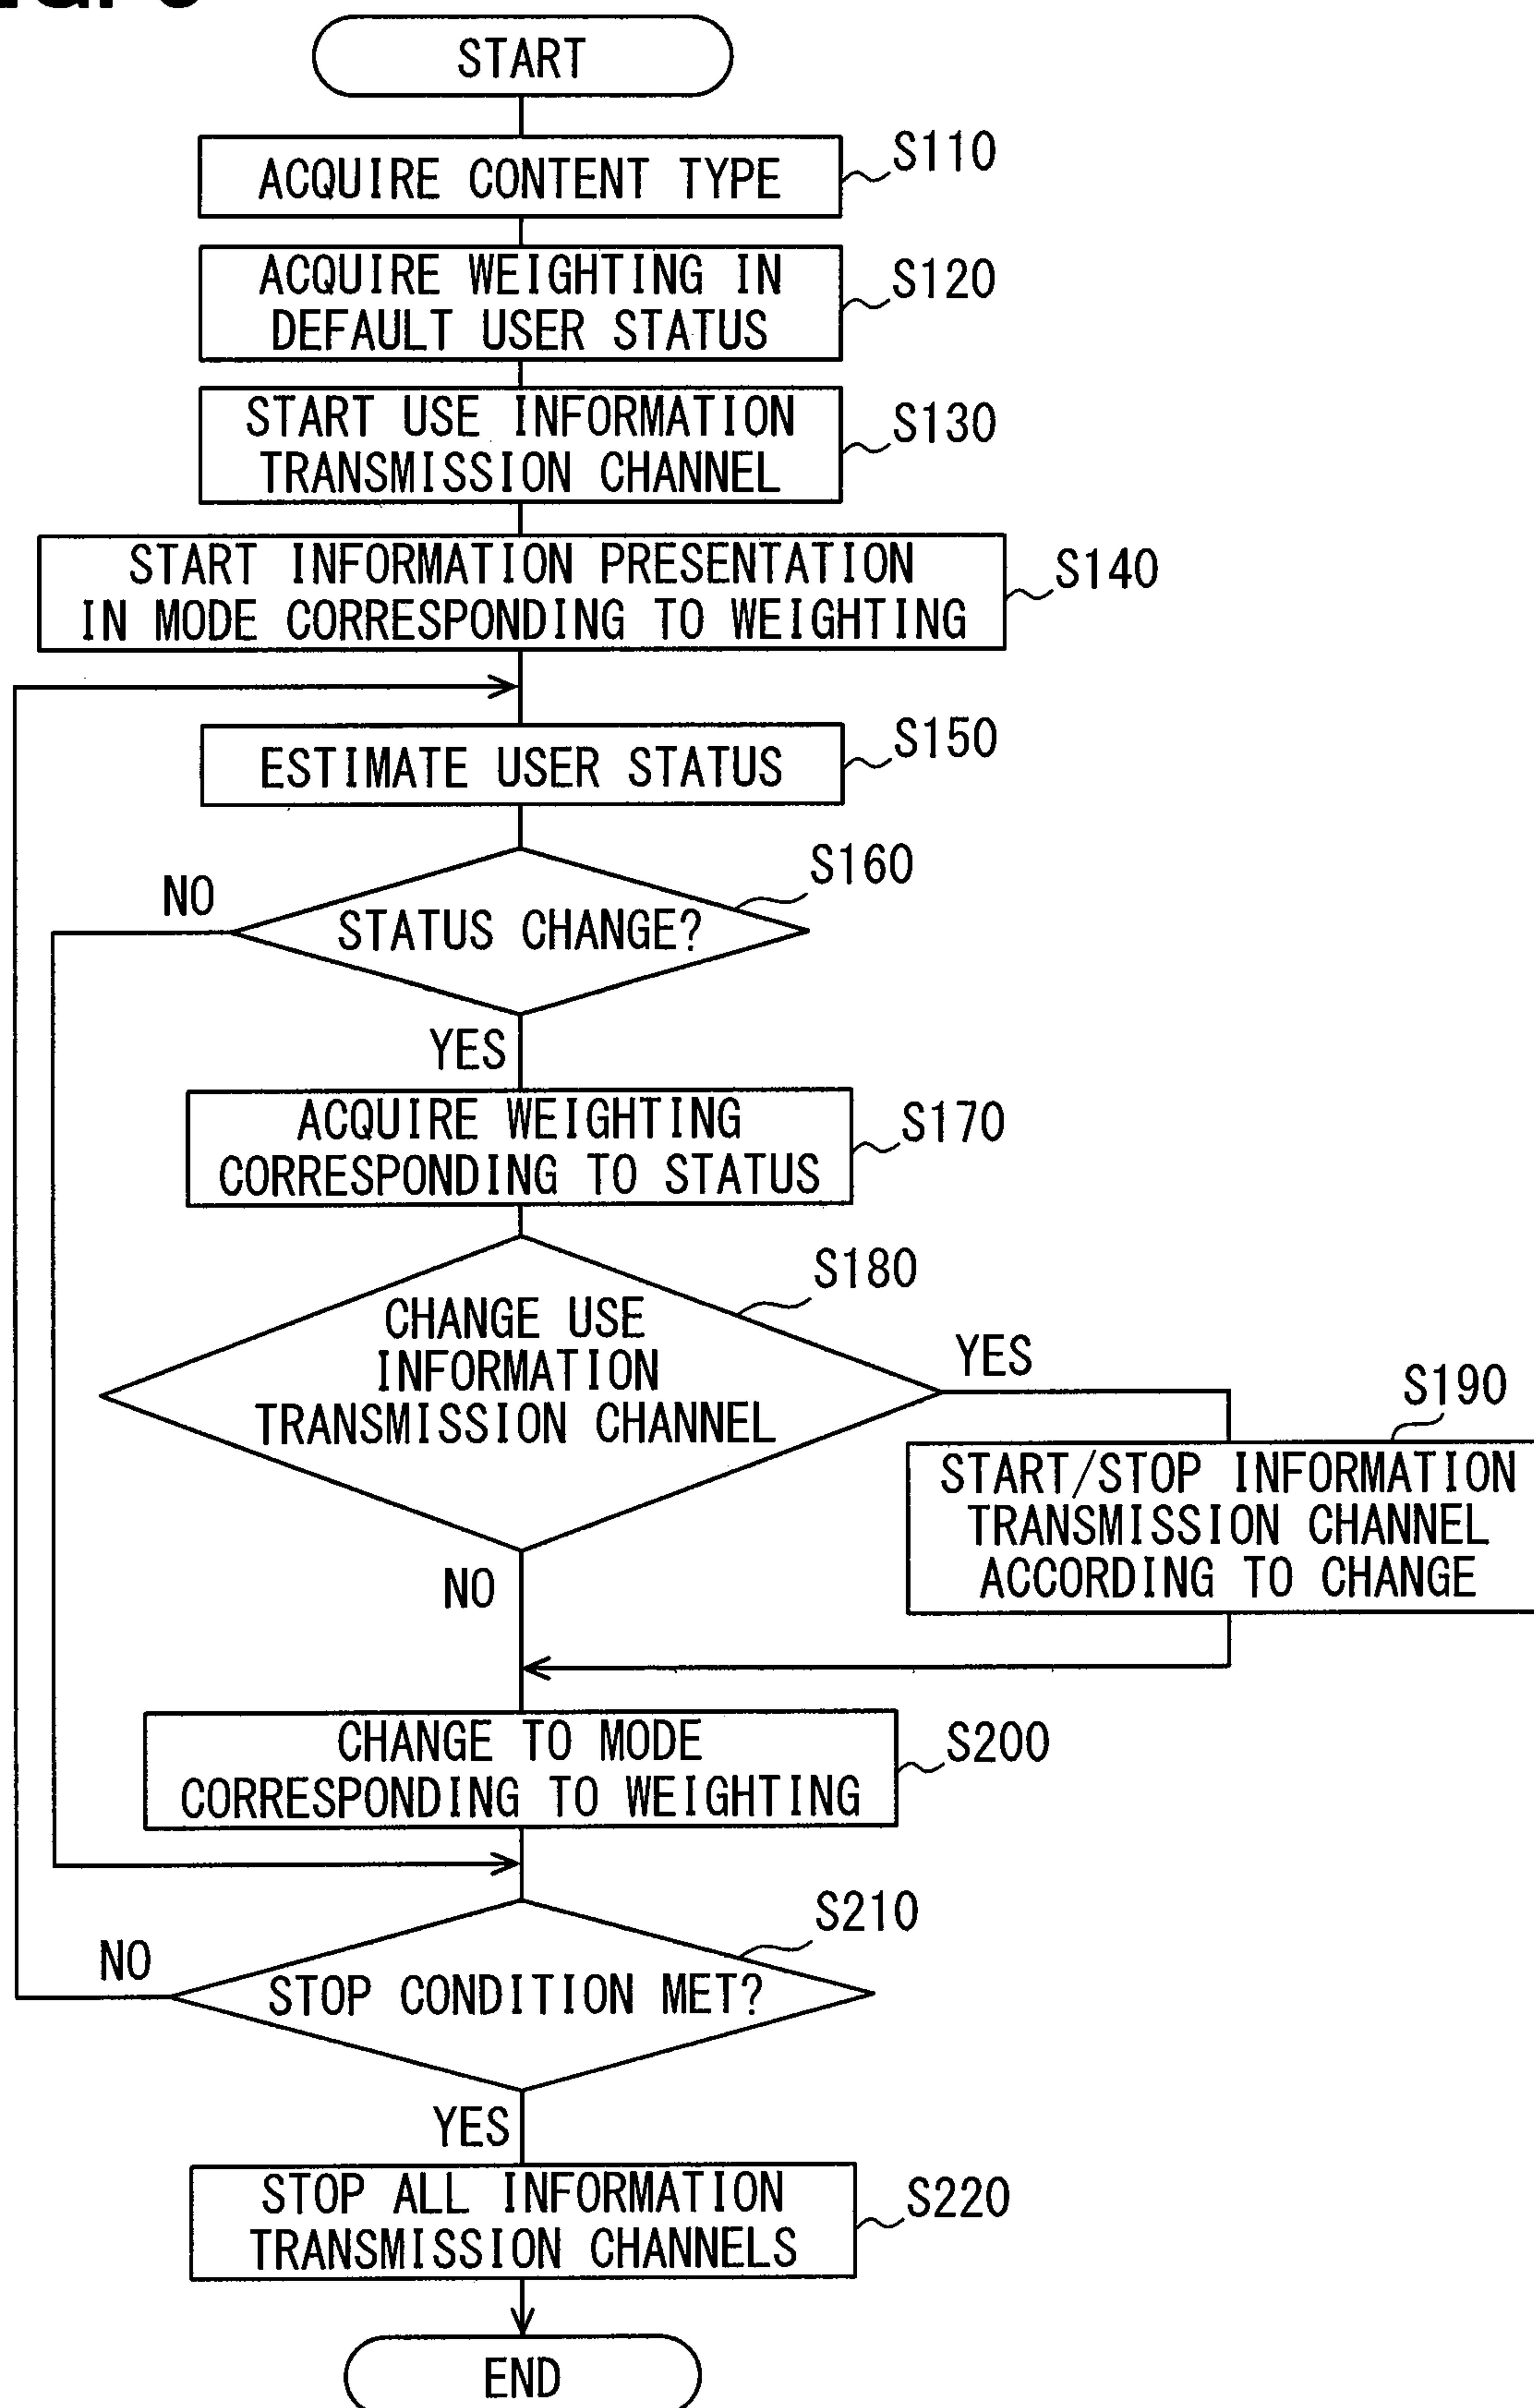 START
ACQUIRE CONTENT TYPE
S110
ACQUIRE WEIGHTING IN
DEFAULT USER STATUS
S120
START USE INFORMATION
TRANSMISSION CHANNEL
S130
START INFORMATION PRESENTATION
IN MODE CORRESPONDING TO WEIGHTING
S140
ESTIMATE USER STATUS
S150
STATUS CHANGE?
S160
NO
YES
ACQUIRE WEIGHTING
CORRESPONDING TO STATUS
S170
CHANGE USE
INFORMATION
TRANSMISSION CHANNEL
S180
YES
NO
START/STOP INFORMATION
TRANSMISSION CHANNEL
ACCORDING TO CHANGE
S190
CHANGE TO MODE
CORRESPONDING TO WEIGHTING
S200
STOP CONDITION MET?
S210
NO
YES
STOP ALL INFORMATION
TRANSMISSION CHANNELS
S220
END